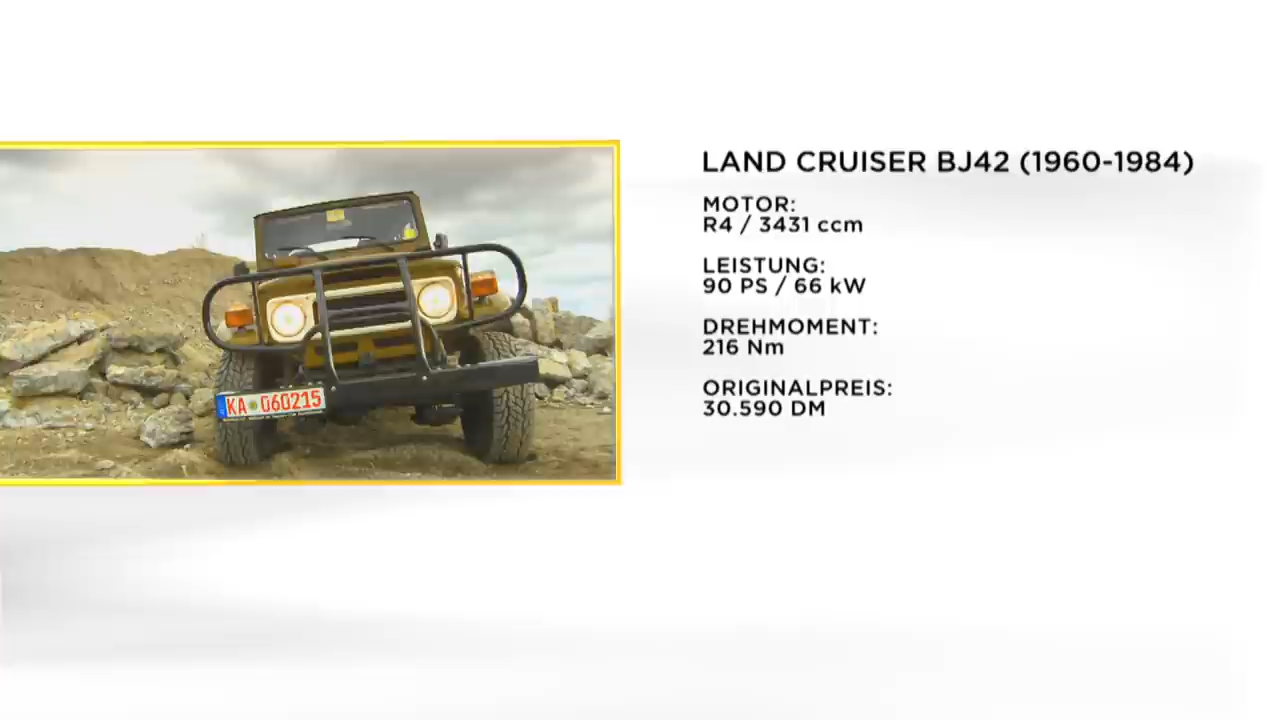 LAND CRUISER BJ42 (1960-1984)
MOTOR:
R4 / 3431 ccm
LEISTUNG:
90 PS / 66 kW
DREHMOMENT:
216 Nm
ORIGINALPREIS:
30.590 DM
KA 060215